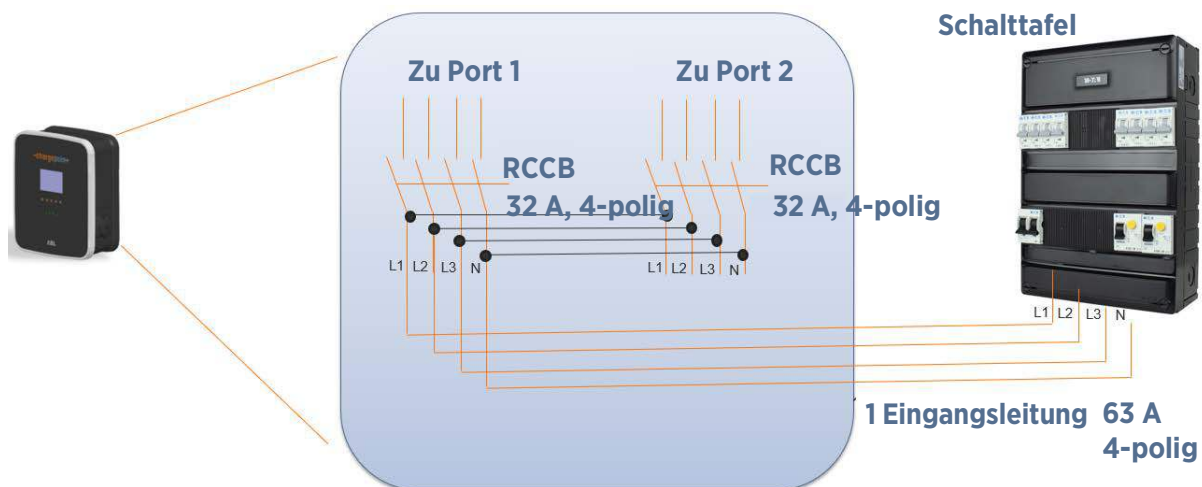 Schalttafel
Zu Port 1
Zu Port 2
RCCB
32 A, 4-polig
RCCB
32 A, 4-polig
L1 L2 L3 N
L1 L2 L3 N
L1 L2 L3 N
1 Eingangsleitung 63 A
4-polig
ABL